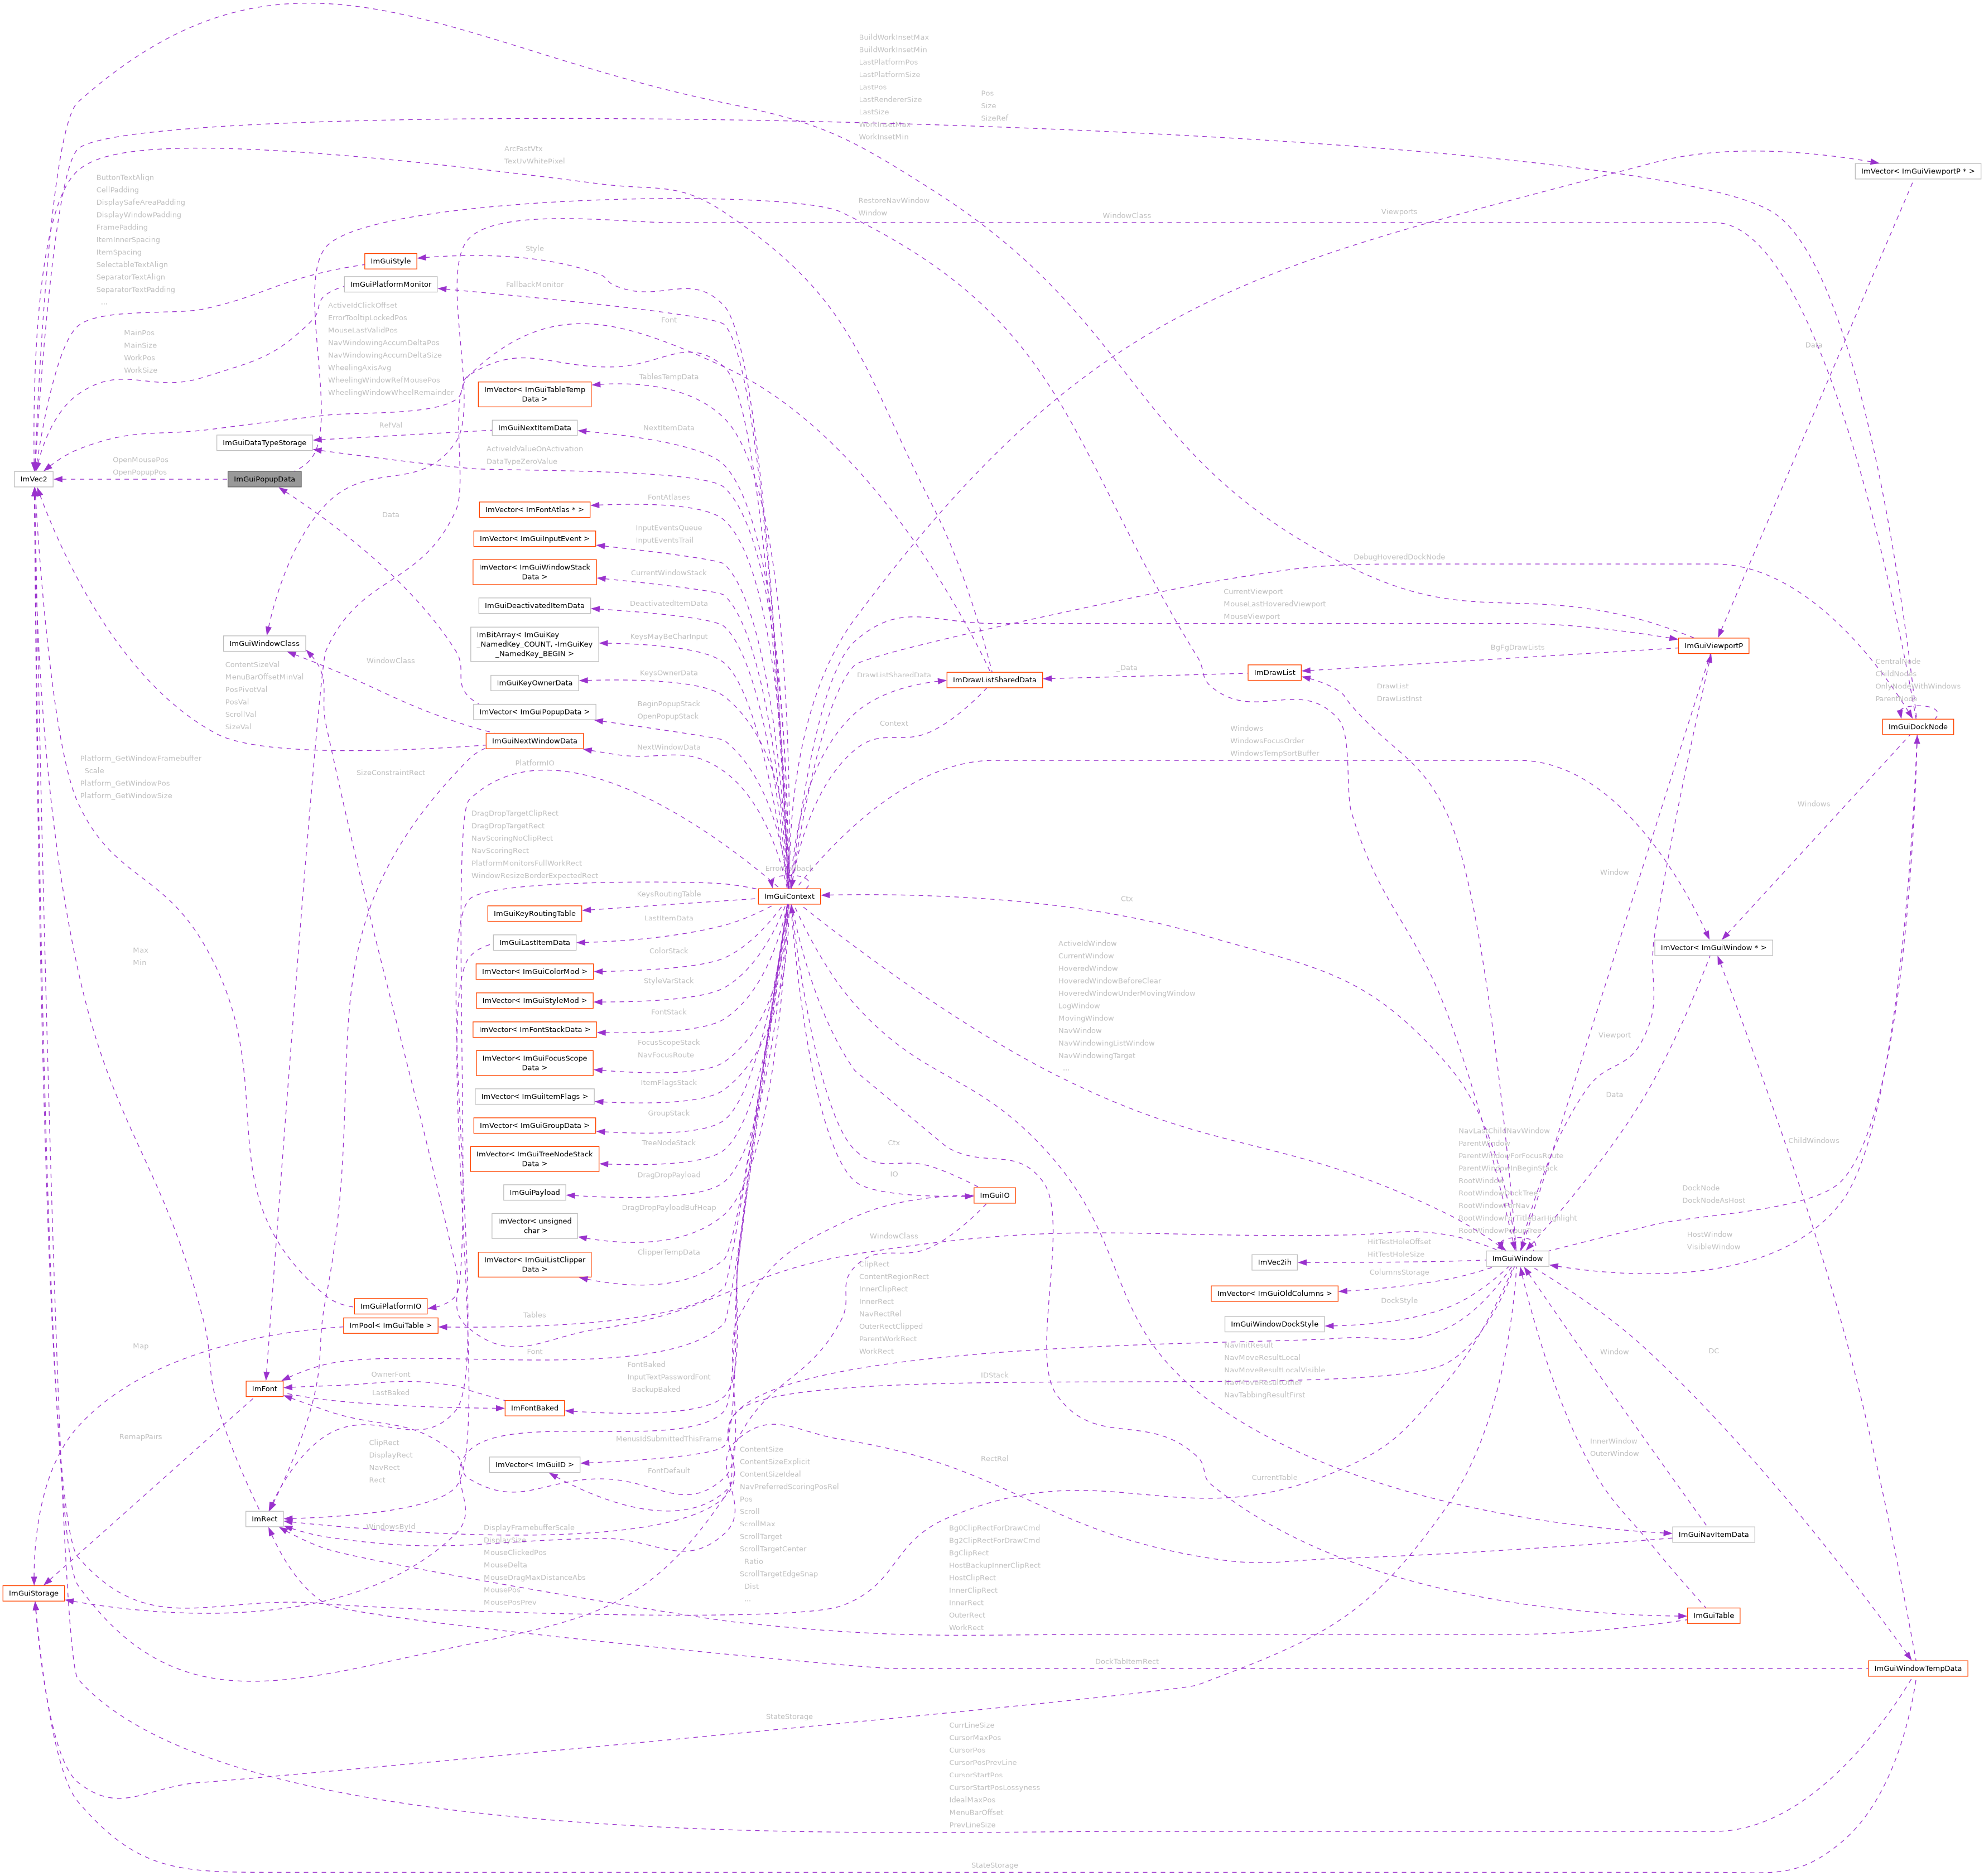 BuildWorkInsetMax
BuildWorkInsetMin
LastPlatformPos
LastPlatformSize
LastPos
LastRendererSize
LastSize
WorkInsetMax
WorkInsetMin
Pos
Size
SizeRef
ArcFastVtx
TexUvWhitePixel
ImVector< ImGuiViewportP * >
ButtonTextAlign
CellPadding
DisplaySafeAreaPadding
DisplayWindowPadding
FramePadding
ItemInnerSpacing
ItemSpacing
SelectableTextAlign
SeparatorTextAlign
SeparatorTextPadding
...
RestoreNavWindow
Window
WindowClass
Viewports
Style
ImGuiStyle
ImGuiPlatformMonitor
FallbackMonitor
ActiveIdClickOffset
ErrorTooltipLockedPos
MouseLastValidPos
NavWindowingAccumDeltaPos
NavWindowingAccumDeltaSize
WheelingAxisAvg
WheelingWindowRefMousePos
WheelingWindowWheelRemainder
MainPos
MainSize
WorkPos
WorkSize
Font
Data
TablesTempData
ImVector< ImGuiTableTemp
Data >
RefVal
ImGuiNextItemData
NextItemData
ImGuiDataTypeStorage
ActiveIdValueOnActivation
DataTypeZeroValue
OpenMousePos
OpenPopupPos
ImVec2
ImGuiPopupData
Data
FontAtlases
ImVector< ImFontAtlas * >
InputEventsQueue
InputEventsTrail
ImVector< ImGuiInputEvent >
ImVector< ImGuiWindowStack
Data >
CurrentWindowStack
DebugHoveredDockNode
ImGuiDeactivatedItemData
DeactivatedItemData
CurrentViewport
MouseLastHoveredViewport
MouseViewport
ImBitArray< ImGuiKey
_NamedKey_COUNT, -ImGuiKey
_NamedKey_BEGIN >
KeysMayBeCharInput
ImGuiWindowClass
WindowClass
ImGuiViewportP
BgFgDrawLists
ContentSizeVal
MenuBarOffsetMinVal
PosPivotVal
PosVal
ScrollVal
SizeVal
ImGuiKeyOwnerData
KeysOwnerData
DrawListSharedData
ImDrawListSharedData
_Data
ImDrawList
DrawList
DrawListInst
CentralNode
ChildNodes
OnlyNodeWithWindows
ParentNode
ImGuiDockNode
ImVector< ImGuiPopupData >
BeginPopupStack
OpenPopupStack
Context
ImGuiNextWindowData
NextWindowData
Windows
WindowsFocusOrder
WindowsTempSortBuffer
Platform_GetWindowFramebuffer
Scale
Platform_GetWindowPos
Platform_GetWindowSize
SizeConstraintRect
PlatformIO
Windows
DragDropTargetClipRect
DragDropTargetRect
NavScoringNoClipRect
NavScoringRect
PlatformMonitorsFullWorkRect
WindowResizeBorderExpectedRect
Window
ImGuiContext
Ctx
ImGuiKeyRoutingTable
KeysRoutingTable
ImGuiLastItemData
LastItemData
Max
Min
ImVector< ImGuiWindow * >
ActiveIdWindow
CurrentWindow
HoveredWindow
HoveredWindowBeforeClear
HoveredWindowUnderMovingWindow
LogWindow
MovingWindow
NavWindow
NavWindowingListWindow
NavWindowingTarget
...
ImVector< ImGuiColorMod >
ColorStack
ImVector< ImGuiStyleMod >
StyleVarStack
ImVector< ImFontStackData >
FontStack
Viewport
ImVector< ImGuiFocusScope
Data >
FocusScopeStack
NavFocusRoute
ImVector< ImGuiItemFlags >
ItemFlagsStack
Data
ImVector< ImGuiGroupData >
GroupStack
ImVector< ImGuiTreeNodeStack
Data >
TreeNodeStack
Ctx
IO
NavLastChildNavWindow
ParentWindow
ParentWindowForFocusRoute
ParentWindowInBeginStack
RootWindow
RootWindowDockTree
RootWindowForNav
RootWindowForTitleBarHighlight
RootWindowPopupTree
ChildWindows
ImGuiPayload
DragDropPayload
ImGuiIO
DockNode
DockNodeAsHost
ImVector< unsigned
char >
DragDropPayloadBufHeap
WindowClass
HostWindow
VisibleWindow
ImVector< ImGuiListClipper
Data >
ClipperTempData
ClipRect
ContentRegionRect
InnerClipRect
InnerRect
NavRectRel
OuterRectClipped
ParentWorkRect
WorkRect
ImVec2ih
HitTestHoleOffset
HitTestHoleSize
ImGuiWindow
ImVector< ImGuiOldColumns >
ColumnsStorage
ImGuiWindowDockStyle
DockStyle
ImGuiPlatformIO
ImPool< ImGuiTable >
Tables
Map
Font
NavInitResult
NavMoveResultLocal
NavMoveResultLocalVisible
NavMoveResultOther
NavTabbingResultFirst
Window
DC
FontBaked
InputTextPasswordFont
BackupBaked
IDStack
ImFont
OwnerFont
LastBaked
ImFontBaked
RemapPairs
MenusIdSubmittedThisFrame
ImVector< ImGuiID >
FontDefault
ClipRect
DisplayRect
NavRect
Rect
ContentSize
ContentSizeExplicit
ContentSizeIdeal
NavPreferredScoringPosRel
Pos
Scroll
ScrollMax
ScrollTarget
ScrollTargetCenter
Ratio
ScrollTargetEdgeSnap
Dist
...
RectRel
CurrentTable
InnerWindow
OuterWindow
ImRect
WindowsById
DisplayFramebufferScale
DisplaySize
MouseClickedPos
MouseDelta
MouseDragMaxDistanceAbs
MousePos
MousePosPrev
Bg0ClipRectForDrawCmd
Bg2ClipRectForDrawCmd
BgClipRect
HostBackupInnerClipRect
HostClipRect
InnerClipRect
InnerRect
OuterRect
WorkRect
ImGuiNavItemData
ImGuiStorage
ImGuiTable
DockTabItemRect
ImGuiWindowTempData
StateStorage
CurrLineSize
CursorMaxPos
CursorPos
CursorPosPrevLine
CursorStartPos
CursorStartPosLossyness
IdealMaxPos
MenuBarOffset
PrevLineSize
StateStorage